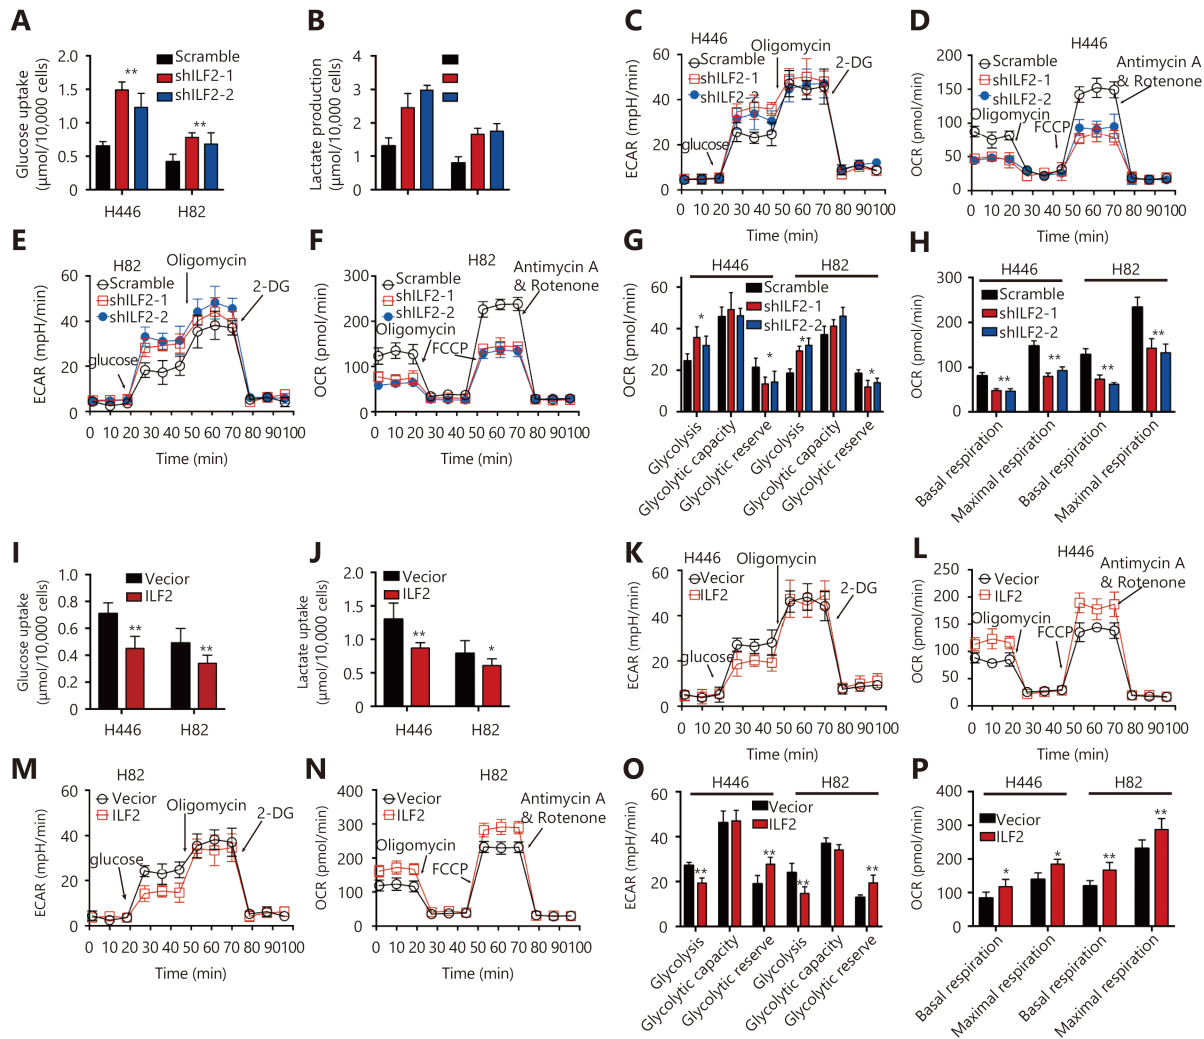 A
Glucose uptake
(μmol/10,000 cells)
2.0
1.5
1.0
0.5
0
Scramble
shILF2-1
shILF2-2
**
**
H446
H82
B
Lactate production
(μmol/10,000 cells)
4
3
2
1
0
C
H446
Scramble
shILF2-1
shILF2-2
Oligomycin
2-DG
glucose
ECAR (mpH/min)
60
40
20
0
0 10 20 30 40 50 60 70 80 90 100
Time (min)
D
H446
Scramble
shILF2-1
shILF2-2
Antimycin A
& Rotenone
Oligomycin
FCCP
OCR (pmol/min)
200
150
100
50
0
0 10 20 30 40 50 60 70 80 90 100
Time (min)
E
H82
Scramble
shILF2-1
shILF2-2
Oligomycin
2-DG
glucose
ECAR (mpH/min)
60
40
20
0
0 10 20 30 40 50 60 70 80 90 100
Time (min)
F
H82
Scramble
shILF2-1
shILF2-2
Antimycin A
& Rotenone
Oligomycin
FCCP
OCR (pmol/min)
300
200
100
0
0 10 20 30 40 50 60 70 80 90 100
Time (min)
G
H446
H82
Scramble
shILF2-1
shILF2-2
OCR (pmol/min)
60
40
20
0
*
*
*
*
Glycolysis
Glycolytic capacity
Glycolytic reserve
Glycolysis
Glycolytic capacity
Glycolytic reserve
H
H446
H82
Scramble
shILF2-1
shILF2-2
OCR (pmol/min)
300
200
100
0
**
**
**
**
Basal respiration
Maximal respiration
Basal respiration
Maximal respiration
I
Glucose uptake
(μmol/10,000 cells)
1.0
0.8
0.6
0.4
0.2
0
Vecior
ILF2
**
**
H446
H82
J
Lactate uptake
(μmol/10,000 cells)
2.0
1.5
1.0
0.5
0
Vecior
ILF2
**
*
H446
H82
K
H446
Vecior
ILF2
Oligomycin
2-DG
glucose
ECAR (mpH/min)
60
40
20
0
0 10 20 30 40 50 60 70 80 90 100
Time (min)
L
H446
Vecior
ILF2
Antimycin A
& Rotenone
Oligomycin
FCCP
OCR (pmol/min)
250
200
150
100
50
0
0 10 20 30 40 50 60 70 80 90 100
Time (min)
M
H82
Vecior
ILF2
Oligomycin
2-DG
glucose
ECAR (mpH/min)
60
40
20
0
0 10 20 30 40 50 60 70 80 90 100
Time (min)
N
H82
Vecior
ILF2
Antimycin A
& Rotenone
Oligomycin
FCCP
OCR (pmol/min)
400
300
200
100
0
0 10 20 30 40 50 60 70 80 90 100
Time (min)
O
H446
H82
Vecior
ILF2
ECAR (mpH/min)
60
40
20
0
**
**
**
**
Glycolysis
Glycolytic capacity
Glycolytic reserve
Glycolysis
Glycolytic capacity
Glycolytic reserve
P
H446
H82
Vecior
ILF2
OCR (pmol/min)
400
300
200
100
0
*
*
**
**
Basal respiration
Maximal respiration
Basal respiration
Maximal respiration